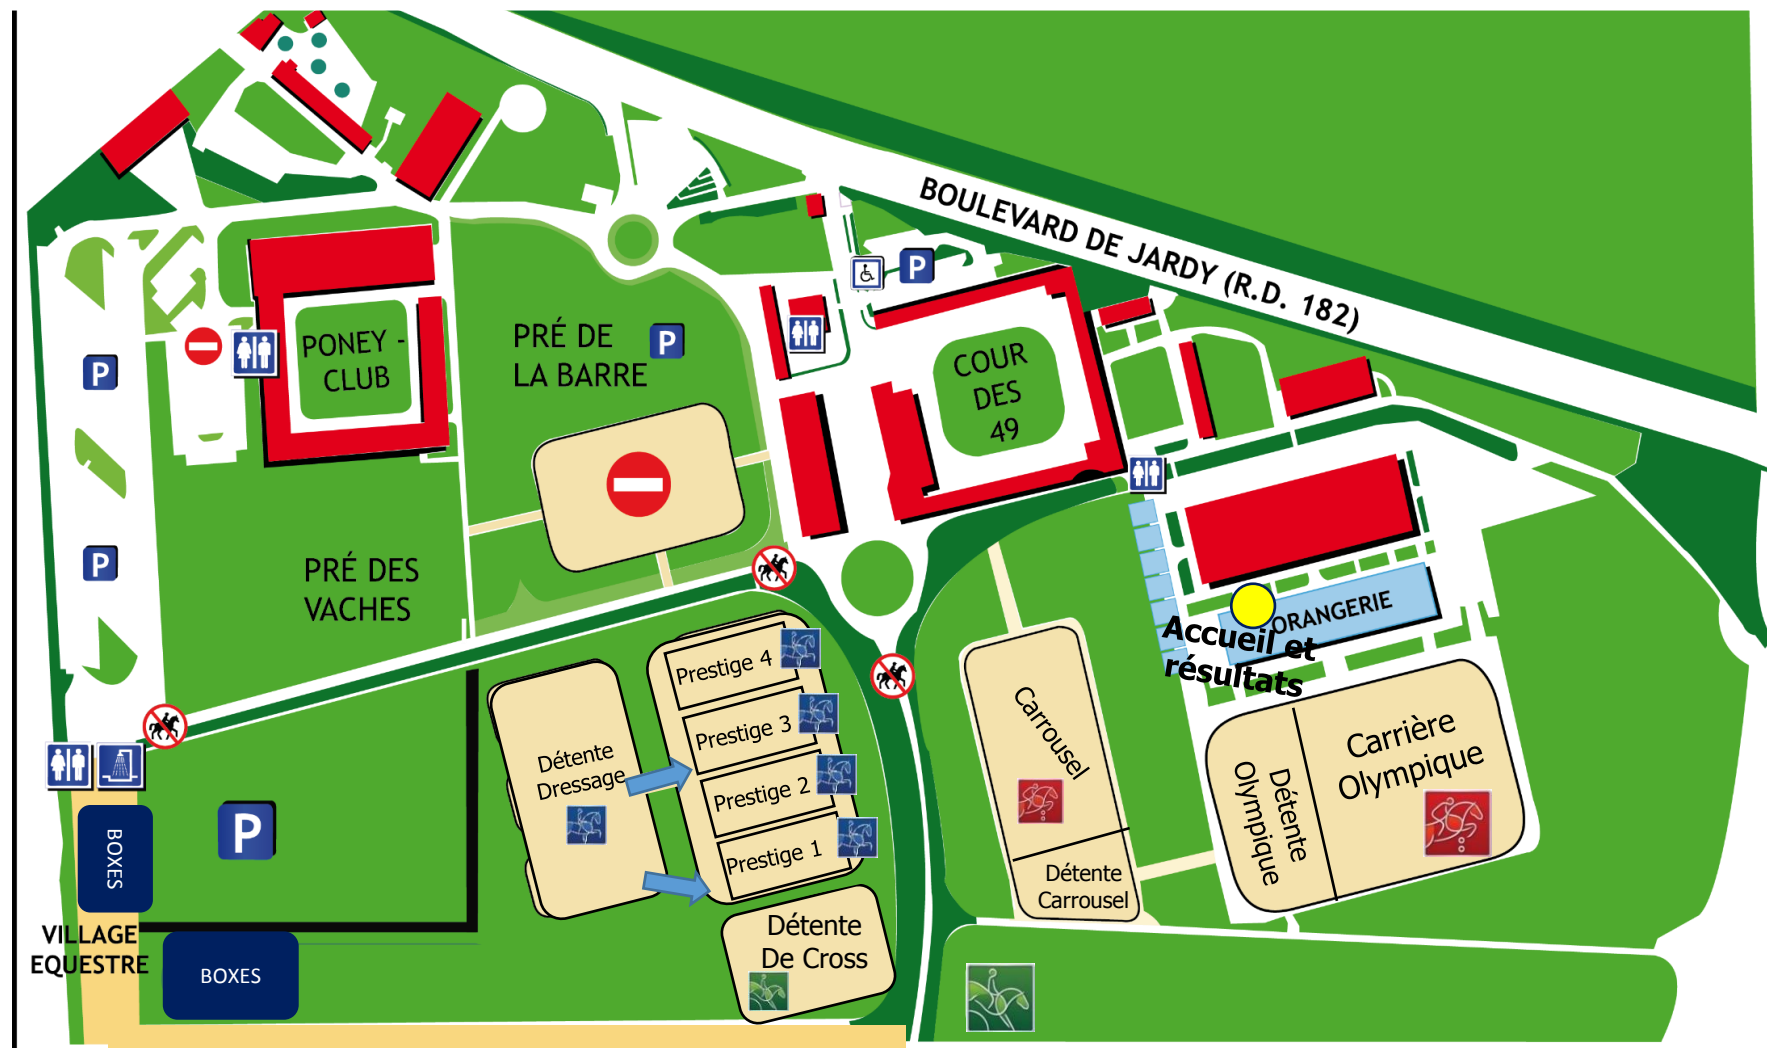 BOULEVARD DE JARDY (R.D. 182)
P
PONEY -
CLUB
PRÉ DE
LA BARRE
P
COUR
DES
49
P
P
PRÉ DES
VACHES
ORANGERIE
Accueil et
résultats
Prestige 4
Prestige 3
Prestige 2
Prestige 1
Détente
Dressage
Carrousel
Détente
Carrousel
Carrière
Olympique
Détente
Olympique
P
BOXES
VILLAGE
EQUESTRE
BOXES
Détente
De Cross